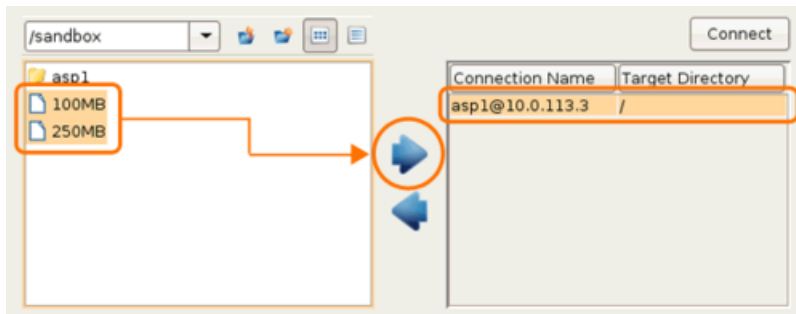 /sandbox
Connect
asp1
100MB
250MB
Connection Name Target Directory
asp1@10.0.113.3 /